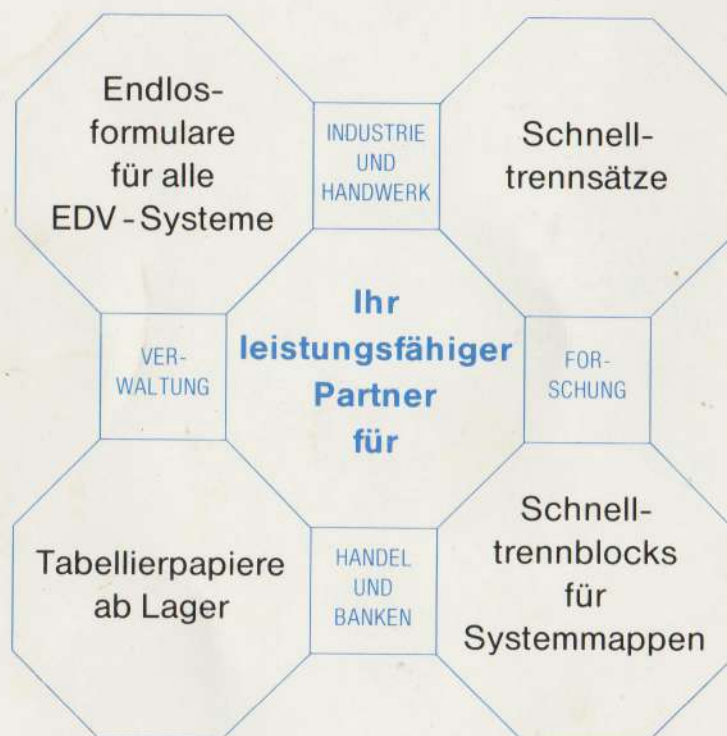 Endlos-
formulare
für alle
EDV-Systeme
INDUSTRIE
UND
HANDWERK
Schnell-
trennsätze
VER-
WALTUNG
Ihr
leistungsfähiger
Partner
für
FOR-
SCHUNG
Tabellierpapiere
ab Lager
HANDEL
UND
BANKEN
Schnell-
trennblocks
für
Systemmappen